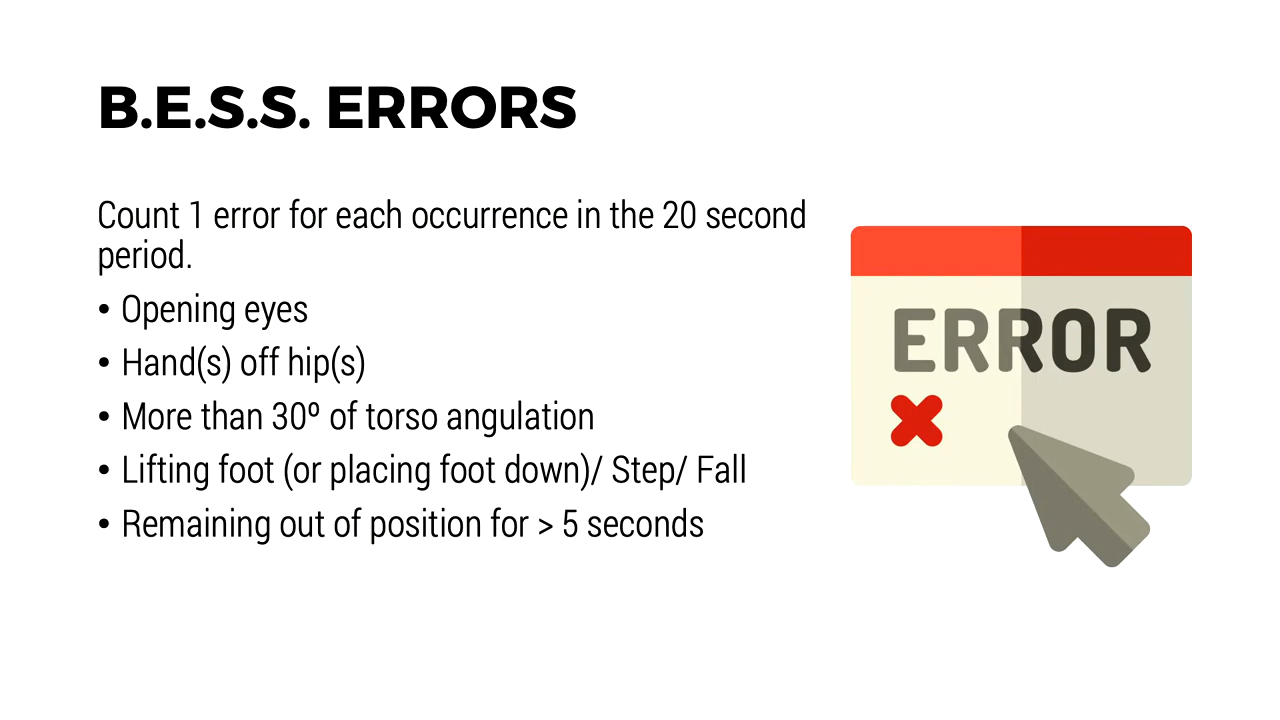 B.E.S.S. ERRORS
Count 1 error for each occurrence in the 20 second
period.
• Opening eyes
• Hand(s) off hip(s)
• More than 30º of torso angulation
• Lifting foot (or placing foot down)/ Step/ Fall
• Remaining out of position for > 5 seconds
ERROR